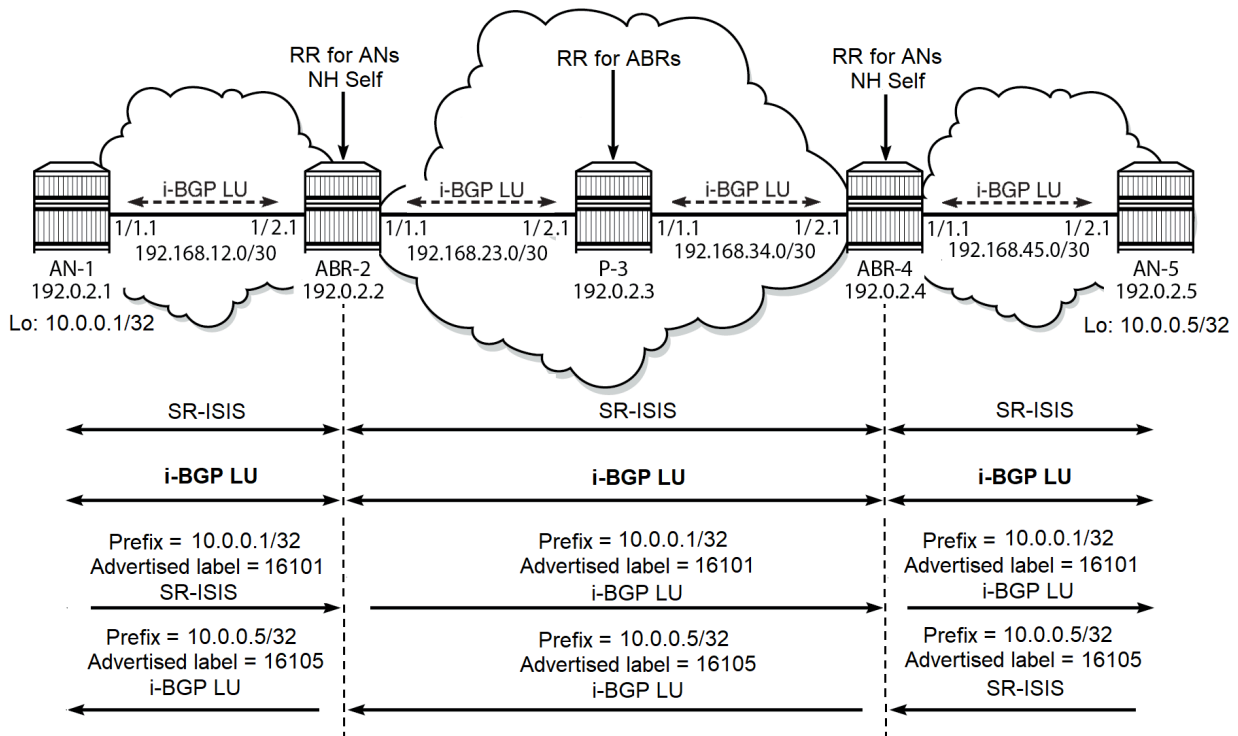 RR for ANs
NH Self
RR for ABRs
RR for ANs
NH Self
i-BGP LU
i-BGP LU
i-BGP LU
i-BGP LU
1/1.1
1/2.1
1/1.1
1/2.1
1/1.1
1/2.1
1/1.1
1/2.1
192.168.12.0/30
192.168.23.0/30
192.168.34.0/30
192.168.45.0/30
AN-1
ABR-2
P-3
ABR-4
AN-5
192.0.2.1
192.0.2.2
192.0.2.3
192.0.2.4
192.0.2.5
Lo: 10.0.0.1/32
Lo: 10.0.0.5/32
SR-ISIS
SR-ISIS
SR-ISIS
i-BGP LU
i-BGP LU
i-BGP LU
Prefix = 10.0.0.1/32
Advertised label = 16101
SR-ISIS
Prefix = 10.0.0.1/32
Advertised label = 16101
i-BGP LU
Prefix = 10.0.0.1/32
Advertised label = 16101
i-BGP LU
Prefix = 10.0.0.5/32
Advertised label = 16105
i-BGP LU
Prefix = 10.0.0.5/32
Advertised label = 16105
i-BGP LU
Prefix = 10.0.0.5/32
Advertised label = 16105
SR-ISIS